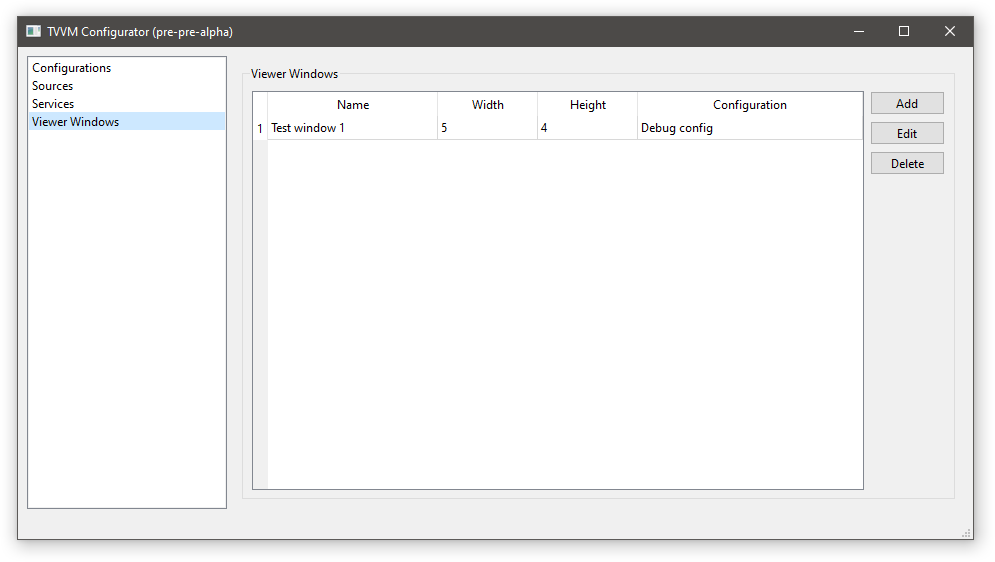 TVVM Configurator (pre-pre-alpha)
Configurations
Sources
Services
Viewer Windows
Viewer Windows
Name Width Height Configuration
1 Test window 1 5 4 Debug config
Add
Edit
Delete